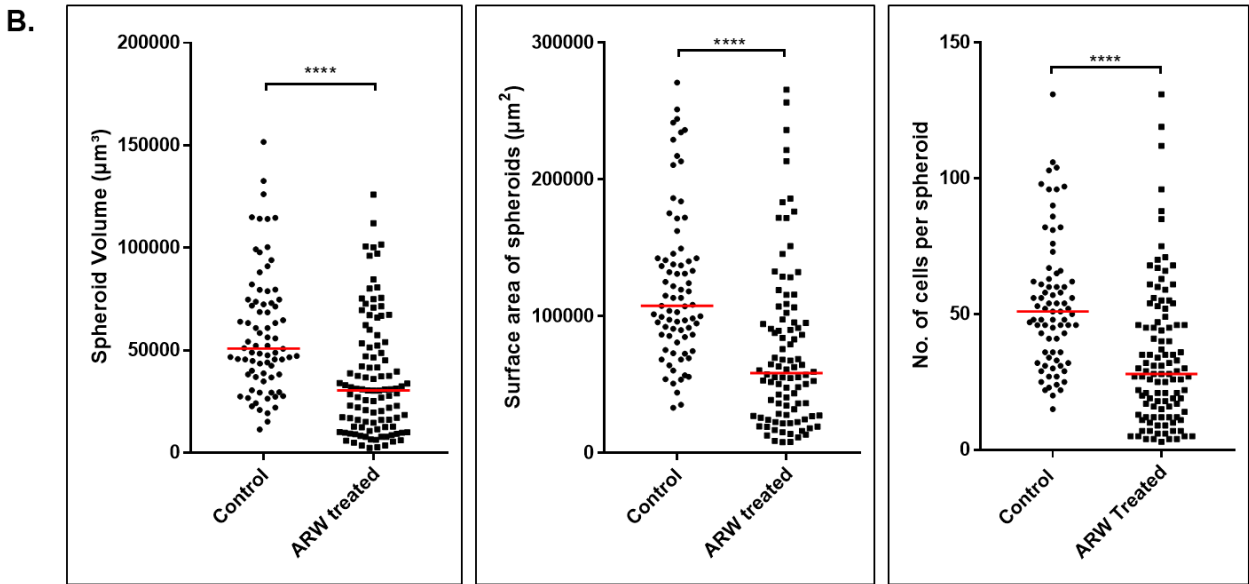 B.
Spheroid Volume (µm³)
200000
150000
100000
50000
0
****
Control
ARW treated
Surface area of spheroids (µm²)
300000
200000
100000
0
****
Control
ARW treated
No. of cells per spheroid
150
100
50
0
****
Control
ARW Treated